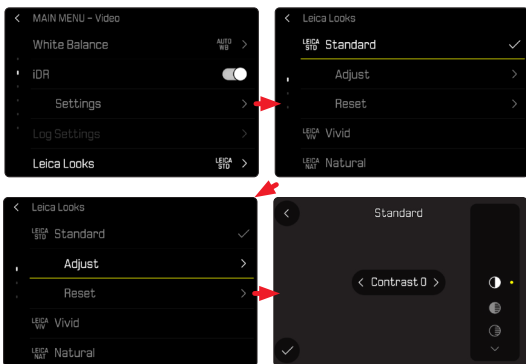 MAIN MENU - Video
White Balance AUTO WB
iDR
Settings
Log Settings
Leica Looks LEICA STD
Leica Looks
LEICA STD Standard
Adjust
Reset
LEICA VIV Vivid
LEICA NAT Natural
Leica Looks
LEICA STD Standard
Adjust
Reset
LEICA VIV Vivid
LEICA NAT Natural
Standard
Contrast 0